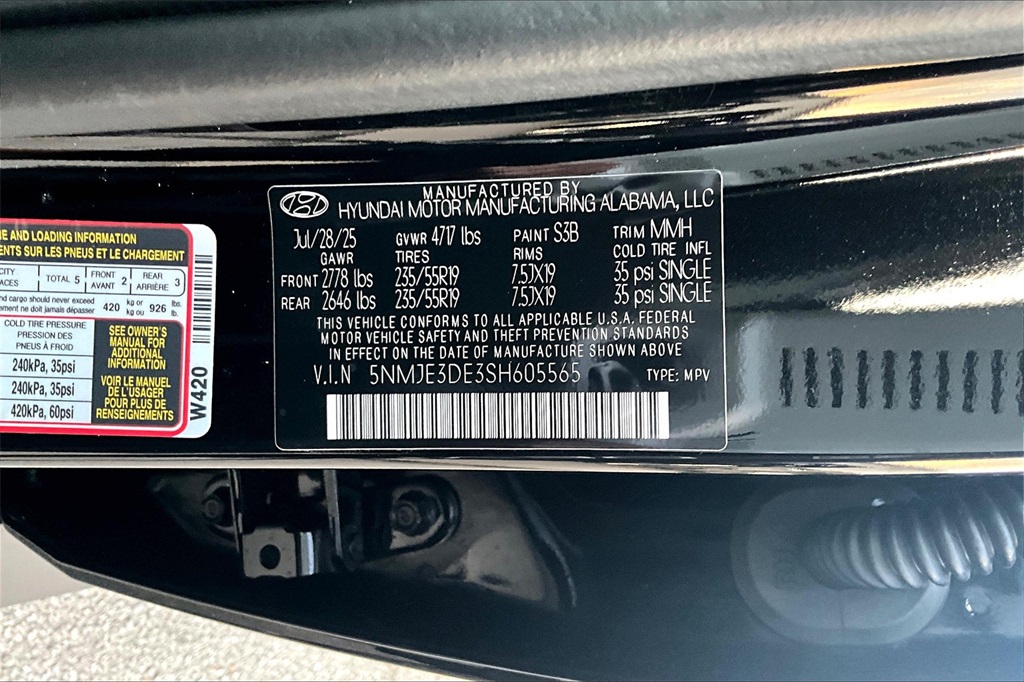 E AND LOADING INFORMATION
EMENTS SUR LES PNEUS ET LE CHARGEMENT
TOTAL 5
FRONT AVANT 2
REAR ARRIÈRE 3
nd cargo should never exceed 420 kg or 926 lb.
ement ne doit jamais dépasser kg ou lbs.
COLD TIRE PRESSURE
PRESSION DES
PNEUS À FROID
240kPa, 35psi
240kPa, 35psi
420kPa, 60psi
SEE OWNER'S
MANUAL FOR
ADDITIONAL
INFORMATION
VOIR LE MANUEL
DE L'USAGER
POUR PLUS DE
RENSEIGNEMENTS
W420
MANUFACTURED BY
HYUNDAI MOTOR MANUFACTURING ALABAMA, LLC
Jul/28/25 GVWR 4717 lbs PAINT S3B TRIM MMH
GAWR TIRES RIMS COLD TIRE INFL
FRONT 2778 lbs 235/55R19 7.5JX19 35 psi SINGLE
REAR 2646 lbs 235/55R19 7.5JX19 35 psi SINGLE
THIS VEHICLE CONFORMS TO ALL APPLICABLE U.S.A. FEDERAL
MOTOR VEHICLE SAFETY AND THEFT PREVENTION STANDARDS
IN EFFECT ON THE DATE OF MANUFACTURE SHOWN ABOVE
V.I.N 5NMJE3DE3SH605565 TYPE: MPV